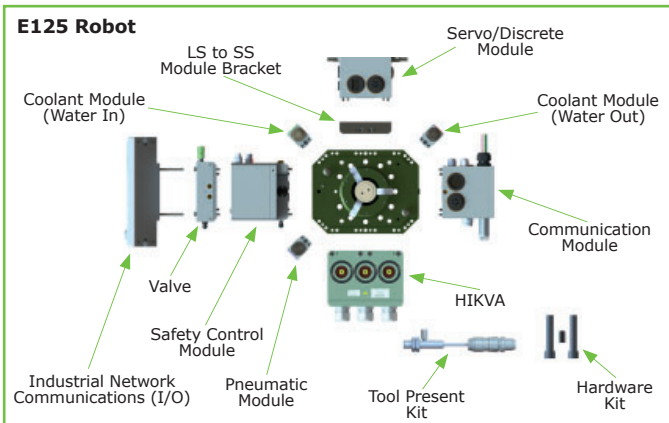 E125 Robot
Servo/Discrete
Module
LS to SS
Module Bracket
Coolant Module
(Water In)
Coolant Module
(Water Out)
Communication
Module
Valve
HIKVA
Safety Control
Module
Industrial Network
Communications (I/O)
Pneumatic
Module
Tool Present
Kit
Hardware
Kit